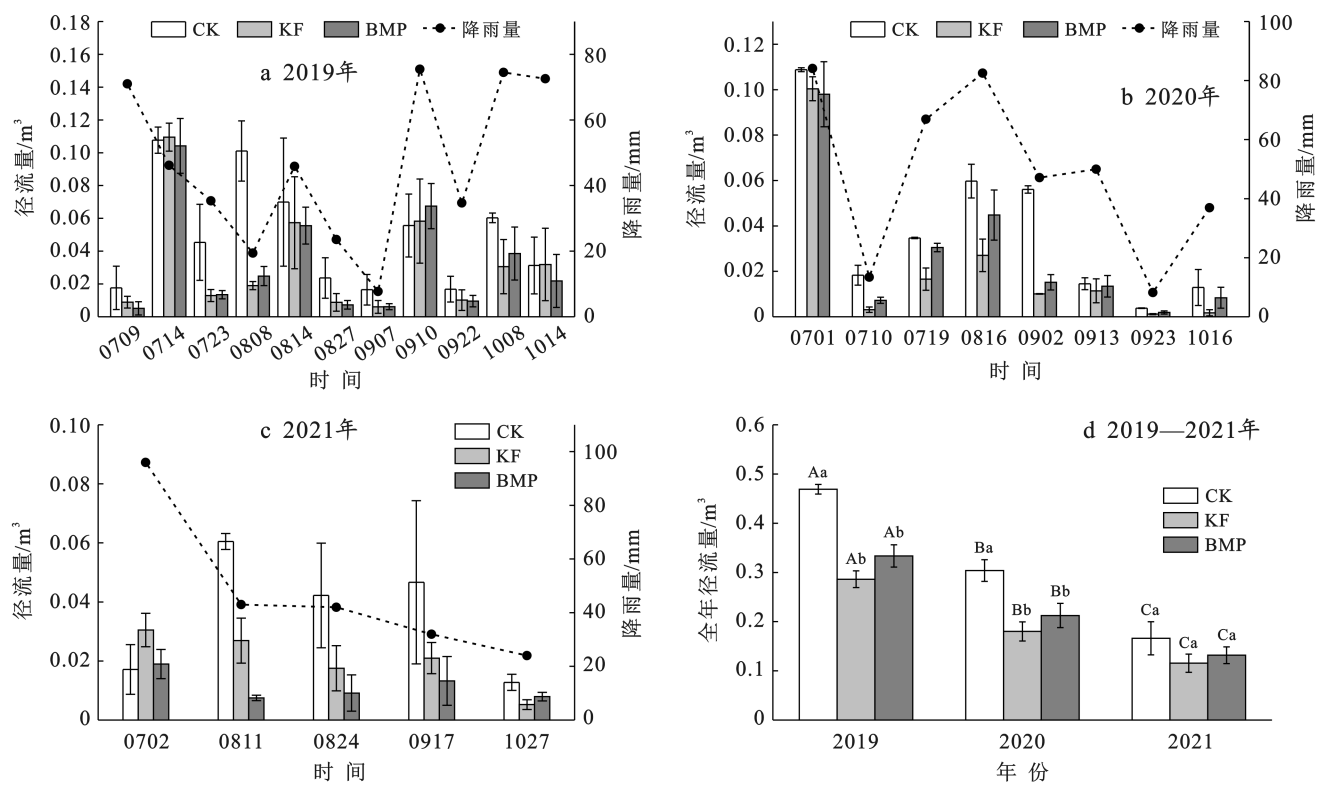 CK KF BMP 降雨量
a 2019年
径流量/m³
0.18
0.16
0.14
0.12
0.10
0.08
0.06
0.04
0.02
0
80
60
40
20
0
降雨量/mm
0709 0714 0723 0808 0814 0827 0907 0910 0922 1008 1014
时 间
CK KF BMP 降雨量
b 2020年
径流量/m³
0.12
0.10
0.08
0.06
0.04
0.02
0
100
80
60
40
20
0
降雨量/mm
0701 0710 0719 0816 0902 0913 0923 1016
时 间
c 2021年
CK
KF
BMP
径流量/m³
0.10
0.08
0.06
0.04
0.02
0
100
80
60
40
20
0
降雨量/mm
0702 0811 0824 0917 1027
时 间
d 2019—2021年
CK
KF
BMP
全年径流量/m³
0.6
0.5
0.4
0.3
0.2
0.1
0
Aa Ab Ab
Ba Bb Bb
Ca Ca Ca
2019 2020 2021
年 份